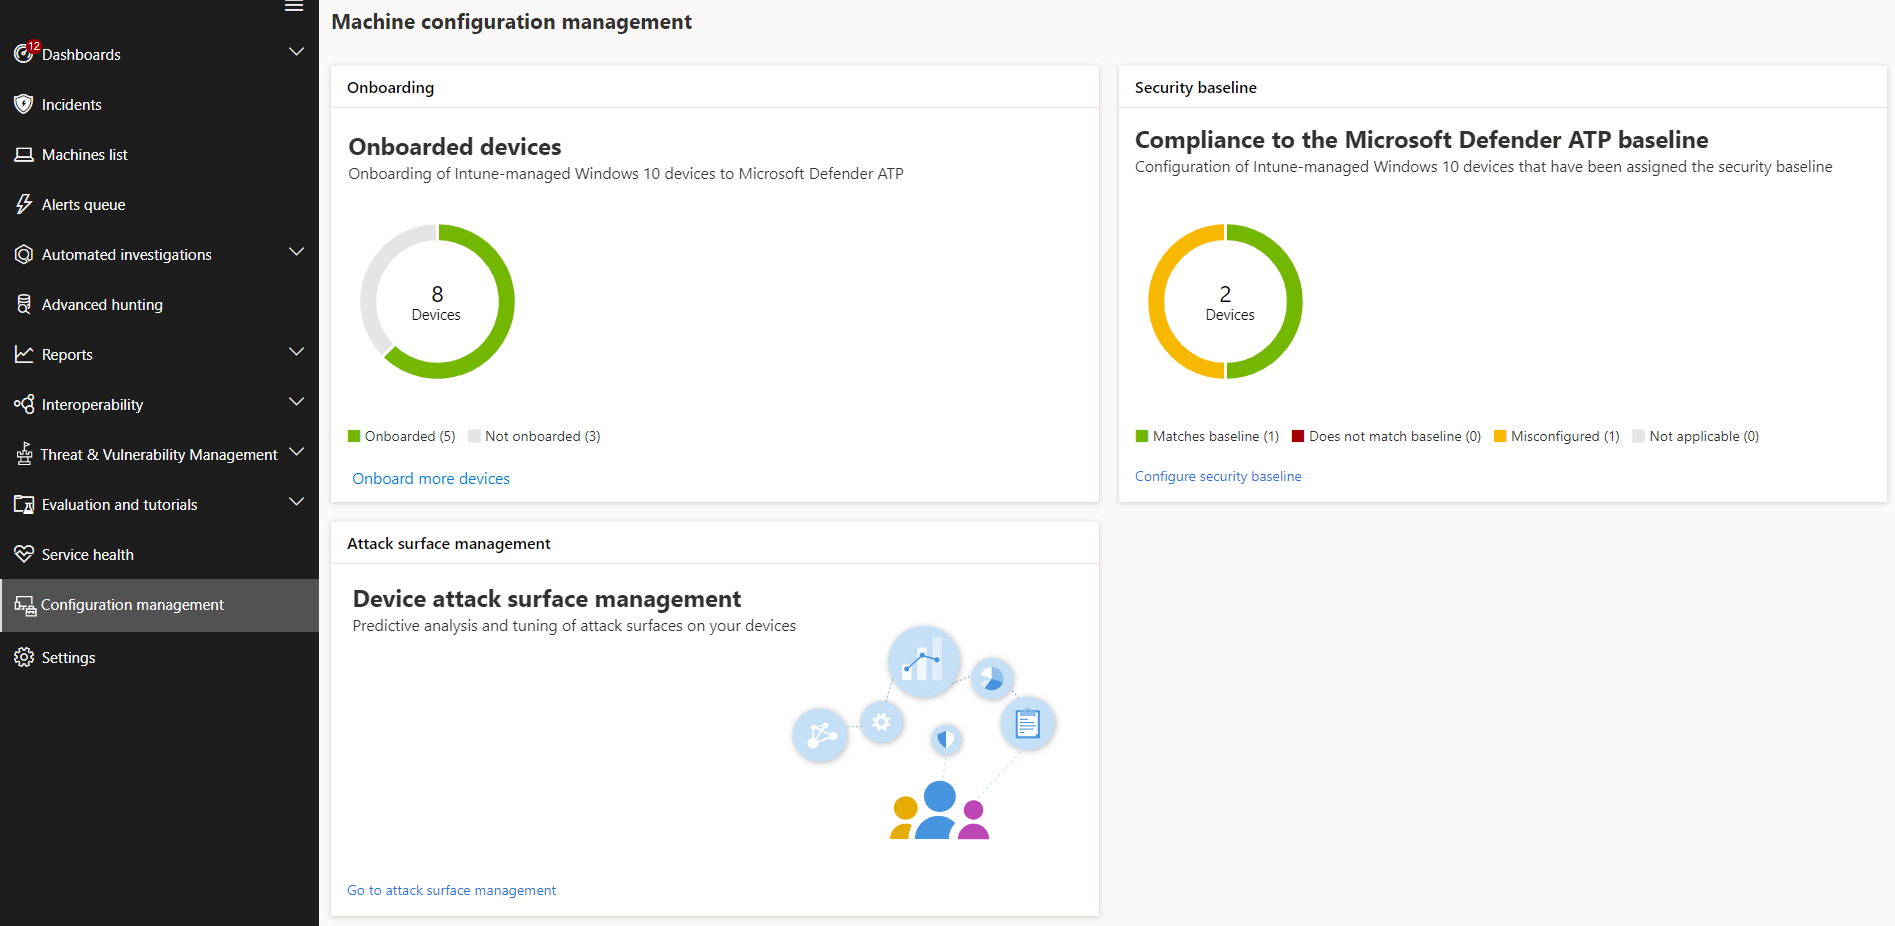 12
Dashboards
Incidents
Machines list
Alerts queue
Automated investigations
Advanced hunting
Reports
Interoperability
Threat & Vulnerability Management
Evaluation and tutorials
Service health
Configuration management
Settings
Machine configuration management
Onboarding
Onboarded devices
Onboarding of Intune-managed Windows 10 devices to Microsoft Defender ATP
8
Devices
Onboarded (5) Not onboarded (3)
Onboard more devices
Security baseline
Compliance to the Microsoft Defender ATP baseline
Configuration of Intune-managed Windows 10 devices that have been assigned the security baseline
2
Devices
Matches baseline (1) Does not match baseline (0) Misconfigured (1) Not applicable (0)
Configure security baseline
Attack surface management
Device attack surface management
Predictive analysis and tuning of attack surfaces on your devices
Go to attack surface management